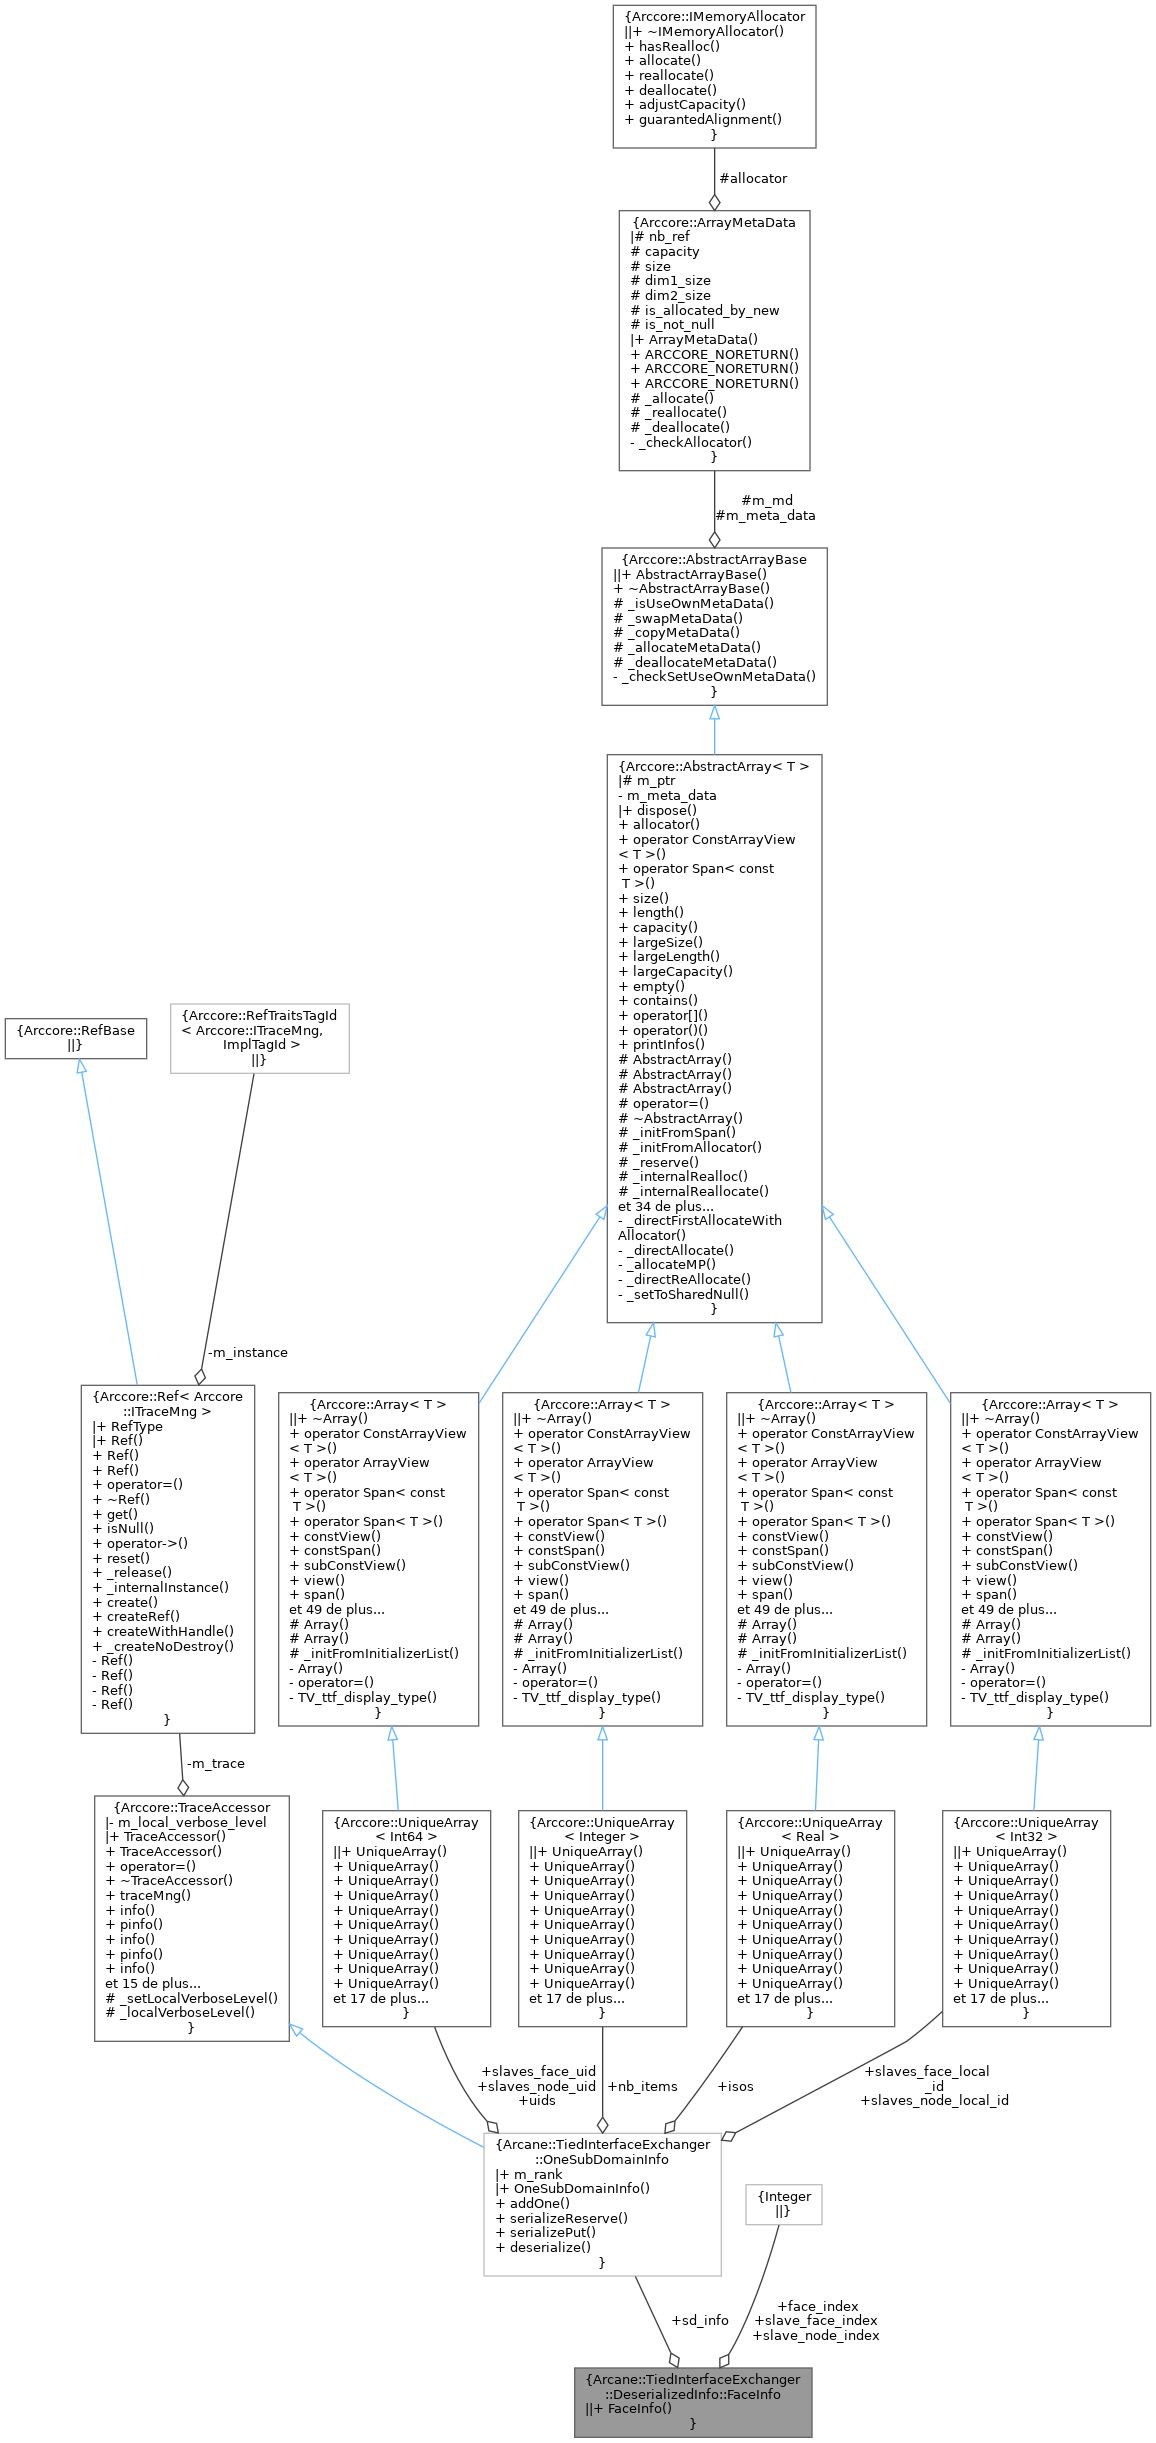 {Arccore::IMemoryAllocator
||+ ~IMemoryAllocator()
+ hasRealloc()
+ allocate()
+ reallocate()
+ deallocate()
+ adjustCapacity()
+ guarantedAlignment()
}
#allocator
{Arccore::ArrayMetaData
|# nb_ref
# capacity
# size
# dim1_size
# dim2_size
# is_allocated_by_new
# is_not_null
|+ ArrayMetaData()
+ ARCCORE_NORETURN()
+ ARCCORE_NORETURN()
+ ARCCORE_NORETURN()
# _allocate()
# _reallocate()
# _deallocate()
- _checkAllocator()
}
#m_md
#m_meta_data
{Arccore::AbstractArrayBase
||+ AbstractArrayBase()
+ ~AbstractArrayBase()
# _isUseOwnMetaData()
# _swapMetaData()
# _copyMetaData()
# _allocateMetaData()
# _deallocateMetaData()
- _checkSetUseOwnMetaData()
}
{Arccore::AbstractArray< T >
|# m_ptr
- m_meta_data
|+ dispose()
+ allocator()
+ operator ConstArrayView
< T >()
+ operator Span< const
T >()
+ size()
+ length()
+ capacity()
+ largeSize()
+ largeLength()
+ largeCapacity()
+ empty()
+ contains()
+ operator[]()
+ operator()()
+ printInfos()
# AbstractArray()
# AbstractArray()
# AbstractArray()
# operator=()
# ~AbstractArray()
# _initFromSpan()
# _initFromAllocator()
# _reserve()
# _internalRealloc()
# _internalReallocate()
et 34 de plus...
- _directFirstAllocateWith
Allocator()
- _directAllocate()
- _allocateMP()
- _directReAllocate()
- _setToSharedNull()
}
{Arccore::RefBase
||}
{Arccore::RefTraitsTagId
< Arccore::ITraceMng,
ImplTagId >
||}
-m_instance
{Arccore::Ref< Arccore
::ITraceMng >
|+ RefType
|+ Ref()
+ Ref()
+ Ref()
+ operator=()
+ ~Ref()
+ get()
+ isNull()
+ operator->()
+ reset()
+ _release()
+ _internalInstance()
+ create()
+ createRef()
+ createWithHandle()
+ _createNoDestroy()
- Ref()
- Ref()
- Ref()
- Ref()
}
{Arccore::Array< T >
||+ ~Array()
+ operator ConstArrayView
< T >()
+ operator ArrayView
< T >()
+ operator Span< const
T >()
+ operator Span< T >()
+ constView()
+ constSpan()
+ subConstView()
+ view()
+ span()
et 49 de plus...
# Array()
# Array()
# _initFromInitializerList()
- Array()
- operator=()
- TV_ttf_display_type()
}
{Arccore::Array< T >
||+ ~Array()
+ operator ConstArrayView
< T >()
+ operator ArrayView
< T >()
+ operator Span< const
T >()
+ operator Span< T >()
+ constView()
+ constSpan()
+ subConstView()
+ view()
+ span()
et 49 de plus...
# Array()
# Array()
# _initFromInitializerList()
- Array()
- operator=()
- TV_ttf_display_type()
}
{Arccore::Array< T >
||+ ~Array()
+ operator ConstArrayView
< T >()
+ operator ArrayView
< T >()
+ operator Span< const
T >()
+ operator Span< T >()
+ constView()
+ constSpan()
+ subConstView()
+ view()
+ span()
et 49 de plus...
# Array()
# Array()
# _initFromInitializerList()
- Array()
- operator=()
- TV_ttf_display_type()
}
{Arccore::Array< T >
||+ ~Array()
+ operator ConstArrayView
< T >()
+ operator ArrayView
< T >()
+ operator Span< const
T >()
+ operator Span< T >()
+ constView()
+ constSpan()
+ subConstView()
+ view()
+ span()
et 49 de plus...
# Array()
# Array()
# _initFromInitializerList()
- Array()
- operator=()
- TV_ttf_display_type()
}
-m_trace
{Arccore::TraceAccessor
|- m_local_verbose_level
|+ TraceAccessor()
+ TraceAccessor()
+ operator=()
+ ~TraceAccessor()
+ traceMng()
+ info()
+ pinfo()
+ info()
+ pinfo()
+ info()
et 15 de plus...
# _setLocalVerboseLevel()
# _localVerboseLevel()
}
{Arccore::UniqueArray
< Int64 >
||+ UniqueArray()
+ UniqueArray()
+ UniqueArray()
+ UniqueArray()
+ UniqueArray()
+ UniqueArray()
+ UniqueArray()
+ UniqueArray()
+ UniqueArray()
+ UniqueArray()
et 17 de plus...
}
{Arccore::UniqueArray
< Integer >
||+ UniqueArray()
+ UniqueArray()
+ UniqueArray()
+ UniqueArray()
+ UniqueArray()
+ UniqueArray()
+ UniqueArray()
+ UniqueArray()
+ UniqueArray()
+ UniqueArray()
et 17 de plus...
}
{Arccore::UniqueArray
< Real >
||+ UniqueArray()
+ UniqueArray()
+ UniqueArray()
+ UniqueArray()
+ UniqueArray()
+ UniqueArray()
+ UniqueArray()
+ UniqueArray()
+ UniqueArray()
+ UniqueArray()
et 17 de plus...
}
{Arccore::UniqueArray
< Int32 >
||+ UniqueArray()
+ UniqueArray()
+ UniqueArray()
+ UniqueArray()
+ UniqueArray()
+ UniqueArray()
+ UniqueArray()
+ UniqueArray()
+ UniqueArray()
+ UniqueArray()
et 17 de plus...
}
+slaves_face_uid
+slaves_node_uid
+uids
+nb_items
+isos
+slaves_face_local
_id
+slaves_node_local_id
{Arcane::TiedInterfaceExchanger
::OneSubDomainInfo
|+ m_rank
|+ OneSubDomainInfo()
+ addOne()
+ serializeReserve()
+ serializePut()
+ deserialize()
}
{Integer
||}
+sd_info
+face_index
+slave_face_index
+slave_node_index
{Arcane::TiedInterfaceExchanger
::DeserializedInfo::FaceInfo
||+ FaceInfo()
}